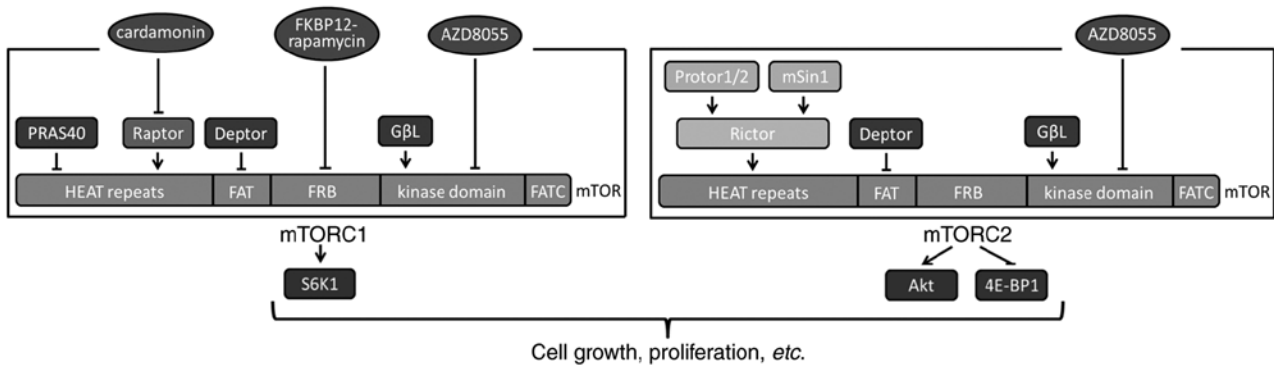 cardamonin
FKBP12-
rapamycin
AZD8055
PRAS40
Raptor
Deptor
GβL
HEAT repeats
FAT
FRB
kinase domain
FATC
mTOR
mTORC1
S6K1
AZD8055
Protor1/2
mSin1
Rictor
Deptor
GβL
HEAT repeats
FAT
FRB
kinase domain
FATC
mTOR
mTORC2
Akt
4E-BP1
Cell growth, proliferation, etc.